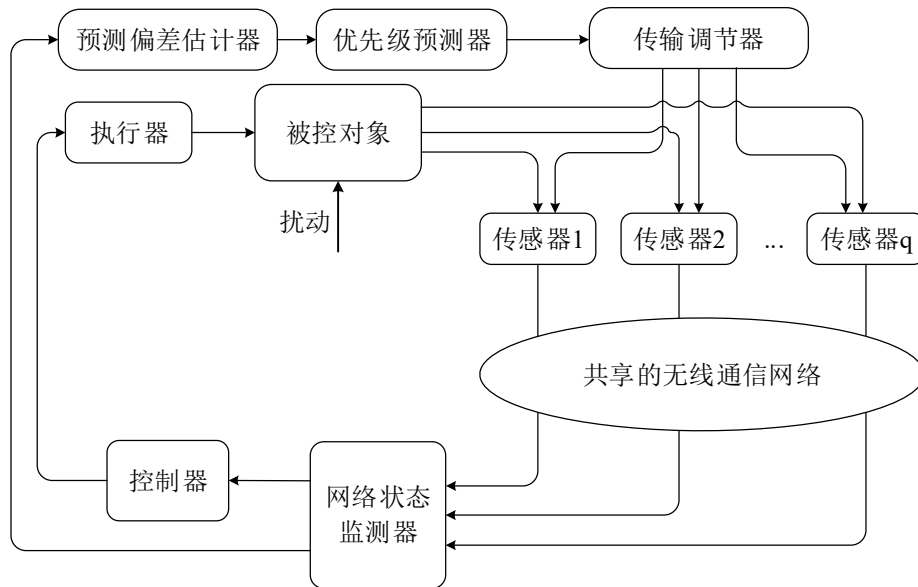 预测偏差估计器
优先级预测器
传输调节器
执行器
被控对象
扰动
传感器1
传感器2
...
传感器q
共享的无线通信网络
控制器
网络状态
监测器